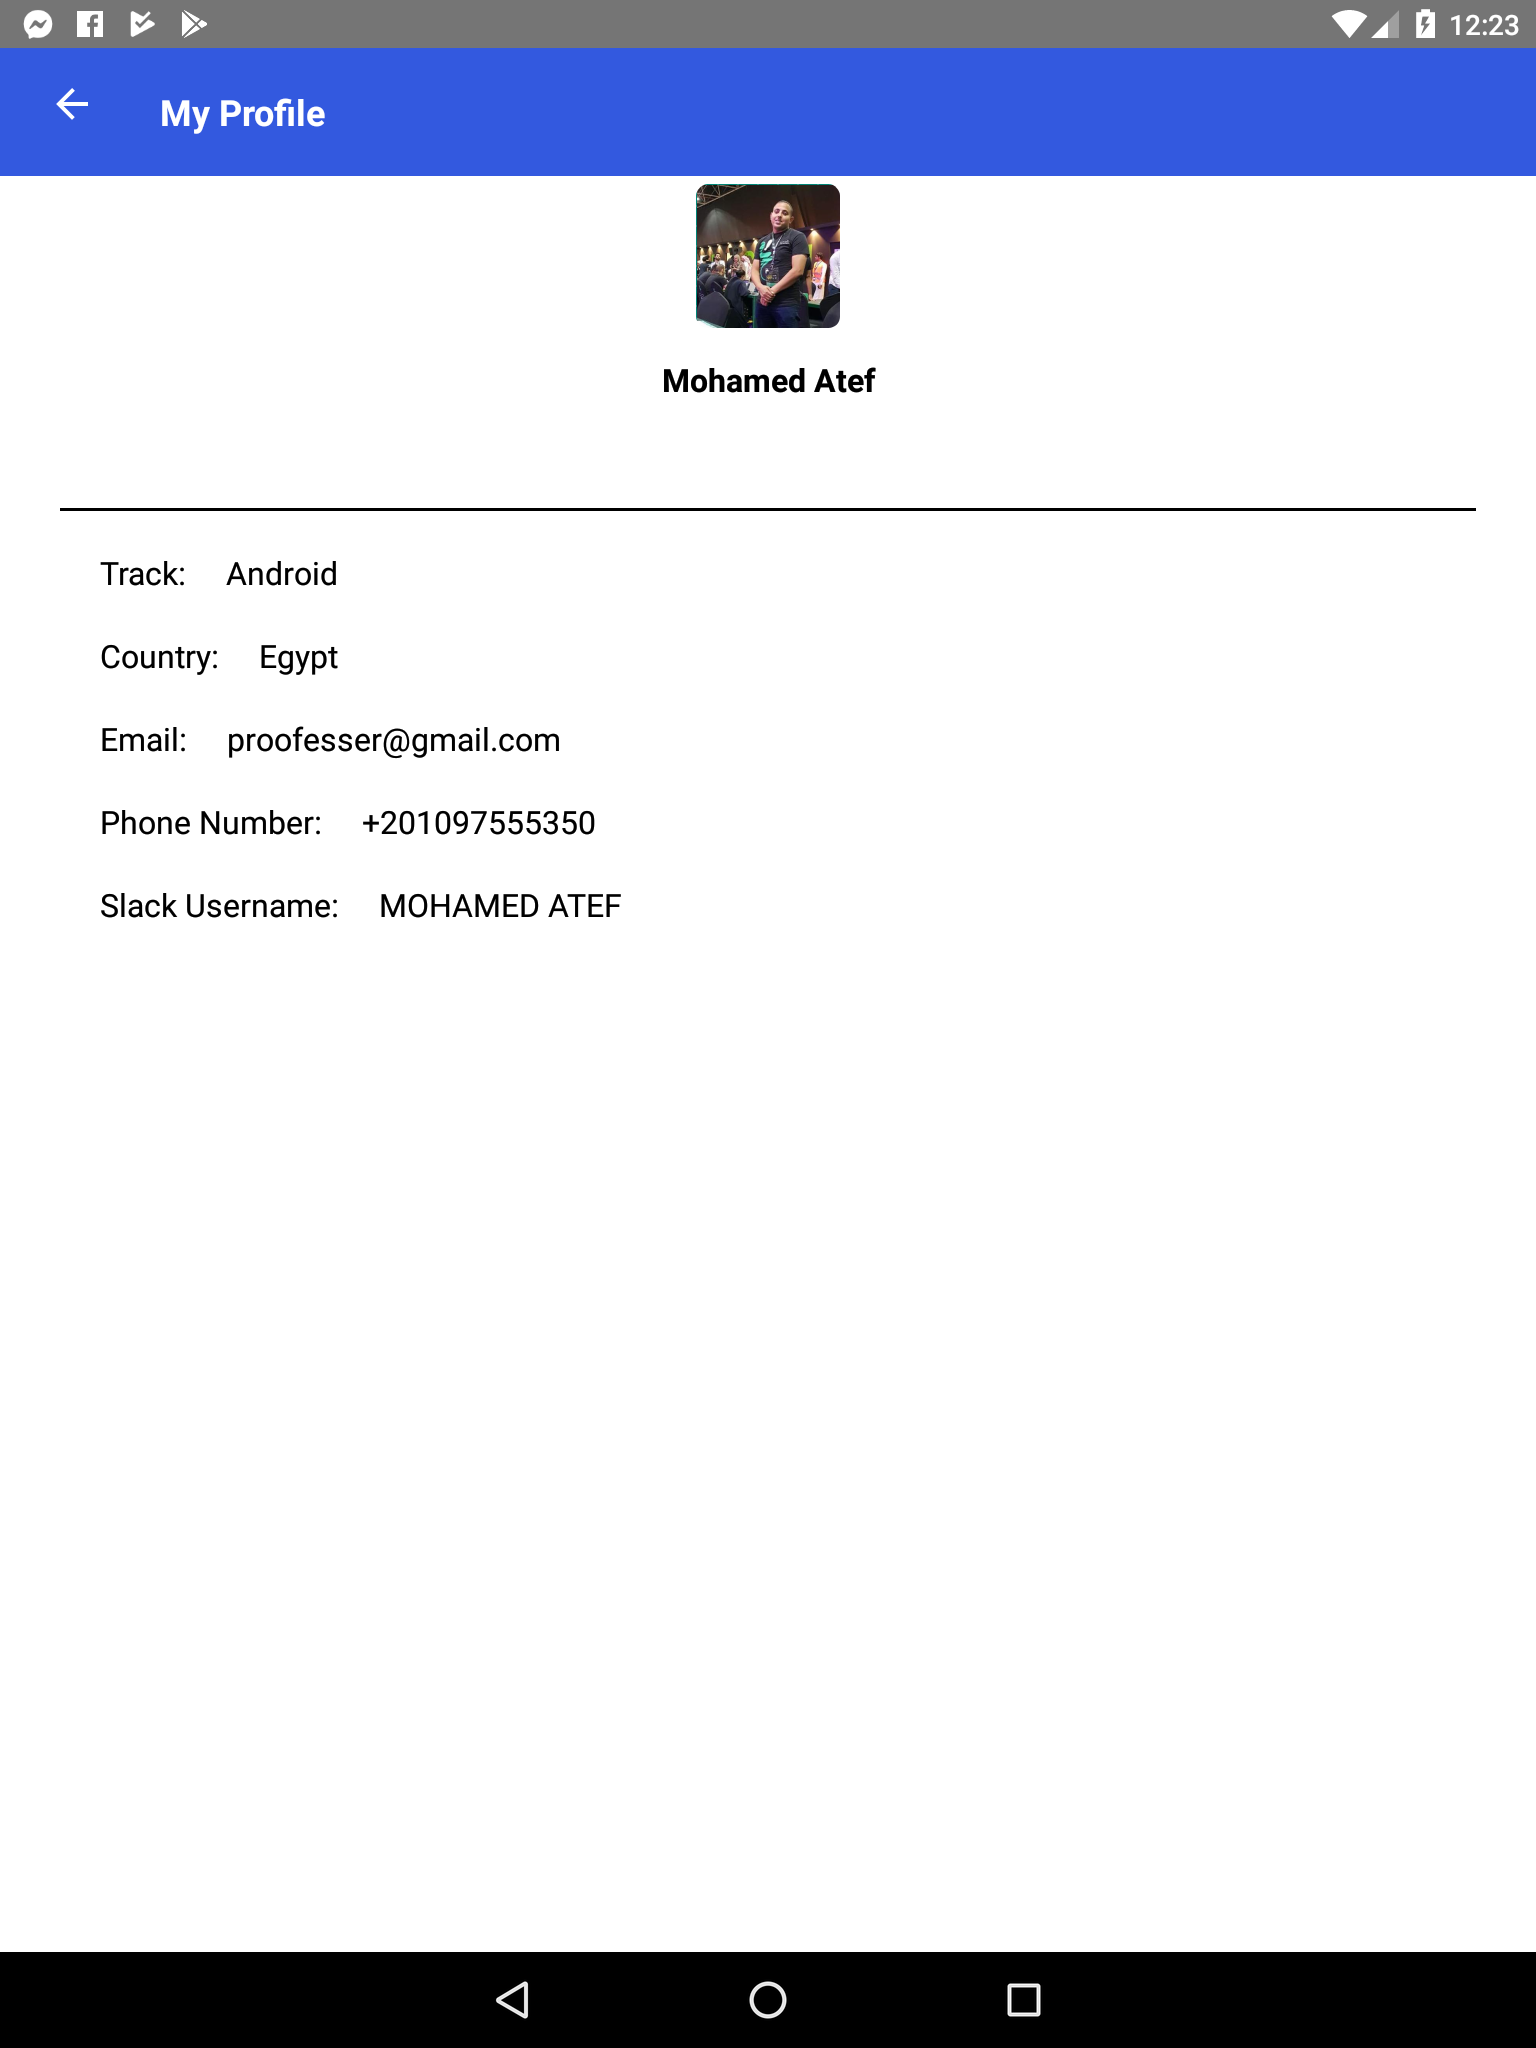 12:23
My Profile
Mohamed Atef
Track: Android
Country: Egypt
Email: proofesser@gmail.com
Phone Number: +201097555350
Slack Username: MOHAMED ATEF